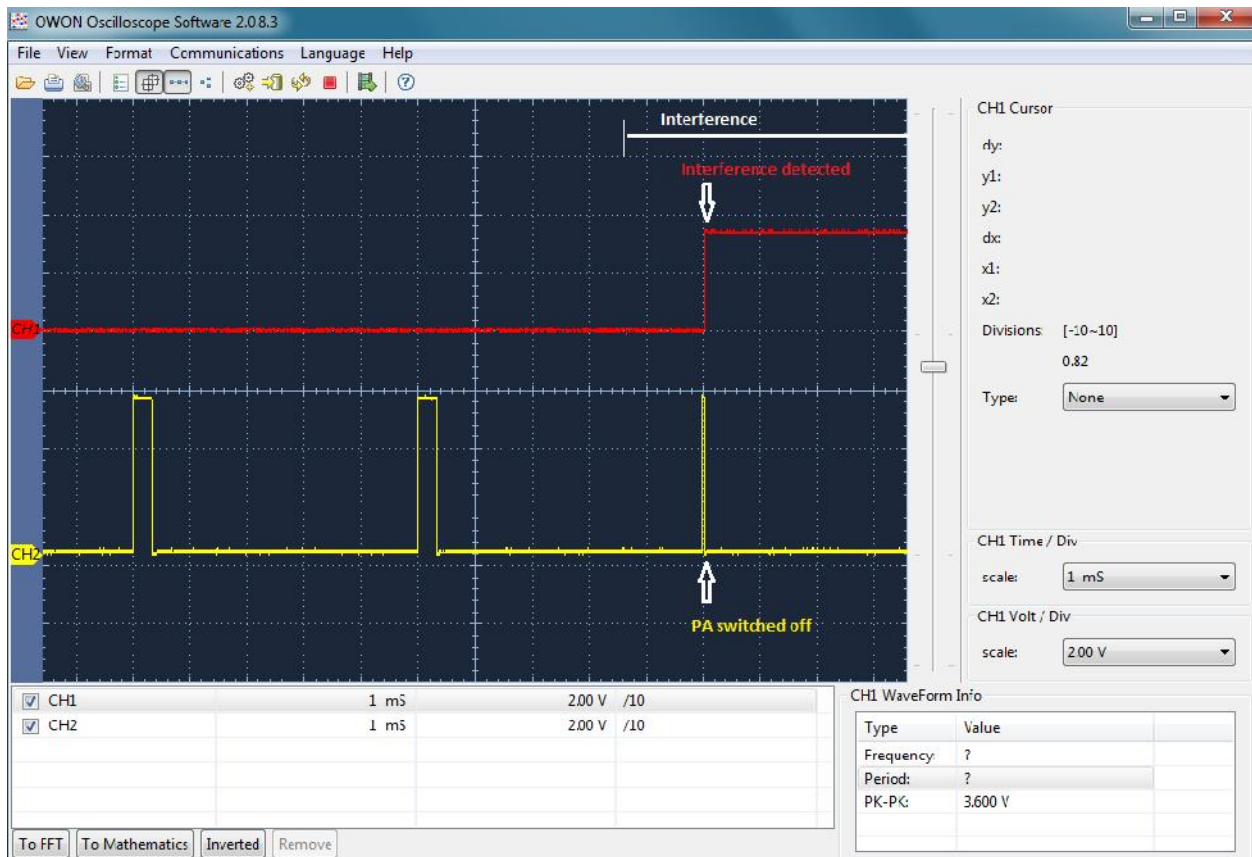 OWON Oscilloscope Software 2.0.8.3
File View Format Communications Language Help
Interference
Interference detected
CH1
CH2
PA switched off
CH1 Cursor
dy:
y1:
y2:
dx:
x1:
x2:
Divisions: [-10~10]
0.82
Type: None
CH1 Time / Div
scale: 1 mS
CH1 Volt / Div
scale: 2.00 V
CH1 1 mS 2.00 V /10
CH2 1 mS 2.00 V /10
CH1 WaveForm Info
Type Value
Frequency: ?
Period: ?
PK-PK: 3.600 V
To FFT To Mathematics Inverted Remove